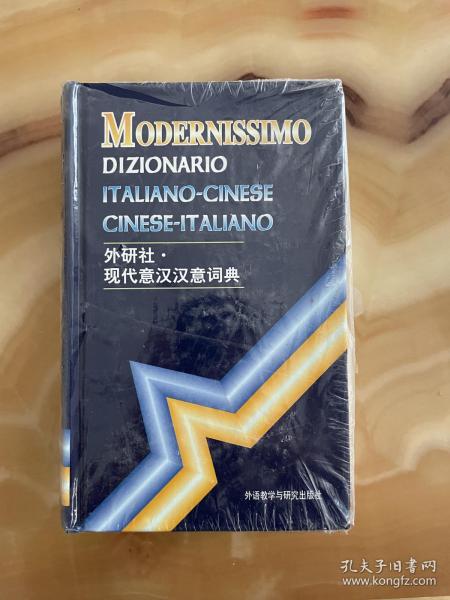 MODERNISSIMO
DIZIONARIO
ITALIANO-CINESE
CINESE-ITALIANO
外研社·
现代意汉汉意词典
外语教学与研究出版社
孔夫子旧书网
www.kongfz.com